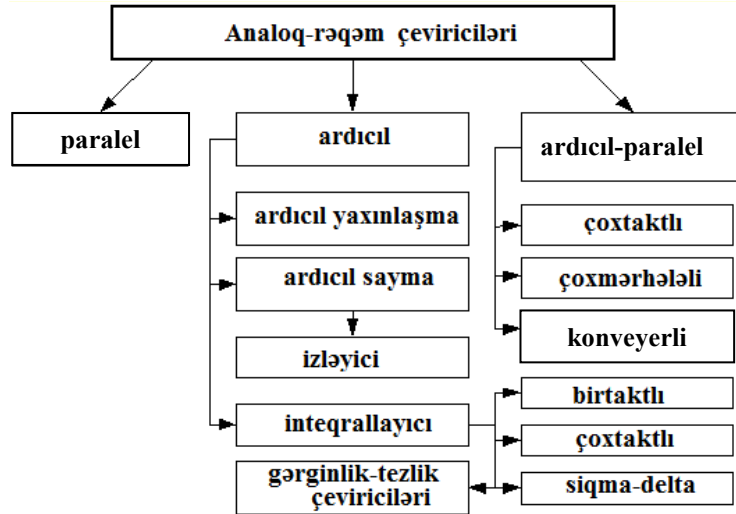 Analoq-rəqəm çeviriciləri
paralel
ardıcıl
ardıcıl-paralel
ardıcıl yaxınlaşma
çoxtaktlı
ardıcıl sayma
çoxmərhələli
izləyici
konveyerli
inteqrallayıcı
birtaktlı
çoxtaktlı
gərginlik-tezlik
çeviriciləri
siqma-delta